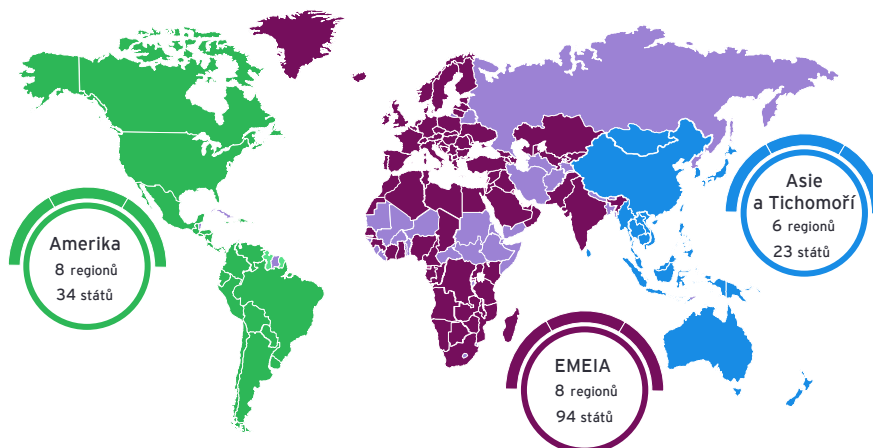 Amerika
8 regionů
34 států
Asie
a Tichomoří
6 regionů
23 států
EMEIA
8 regionů
94 států